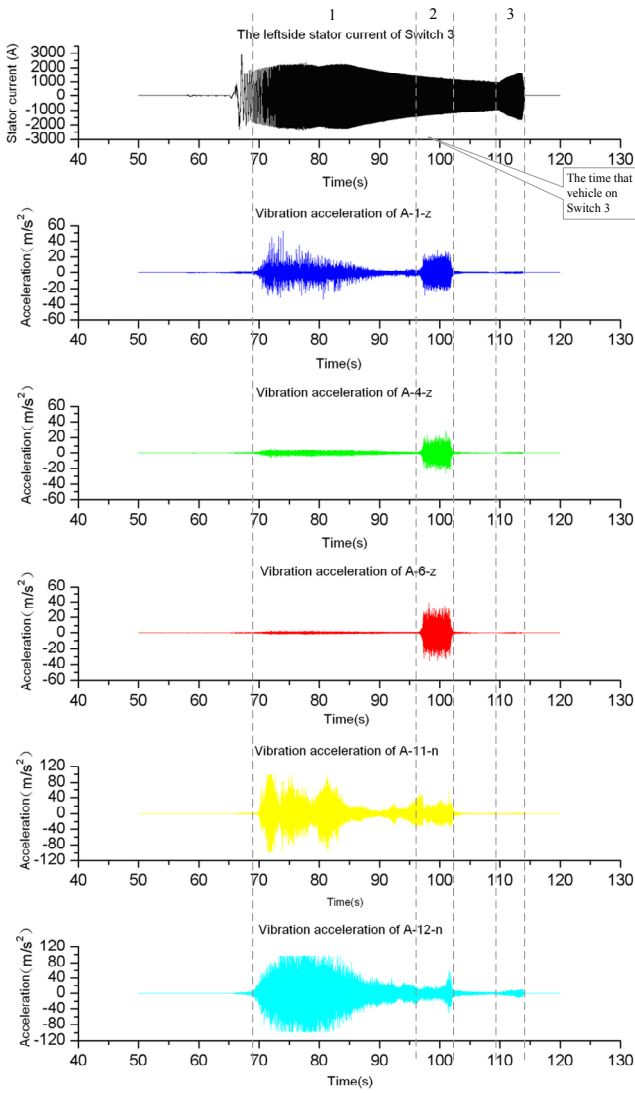 1 2 3
The leftside stator current of Switch 3
Stator current (A)
3000
2000
1000
0
-1000
-2000
-3000
40 50 60 70 80 90 100 110 120 130
Time(s)
The time that
vehicle on
Switch 3
Vibration acceleration of A-1-z
Acceleration(m/s²)
60
40
20
0
-20
-40
-60
40 50 60 70 80 90 100 110 120 130
Time(s)
Vibration acceleration of A-4-z
Acceleration(m/s²)
60
40
20
0
-20
-40
-60
40 50 60 70 80 90 100 110 120 130
Time(s)
Vibration acceleration of A-6-z
Acceleration(m/s²)
60
40
20
0
-20
-40
-60
40 50 60 70 80 90 100 110 120 130
Time(s)
Vibration acceleration of A-11-n
Acceleration(m/s²)
120
80
40
0
-40
-80
-120
40 50 60 70 80 90 100 110 120 130
Time(s)
Vibration acceleration of A-12-n
Acceleration(m/s²)
120
80
40
0
-40
-80
-120
40 50 60 70 80 90 100 110 120 130
Time(s)